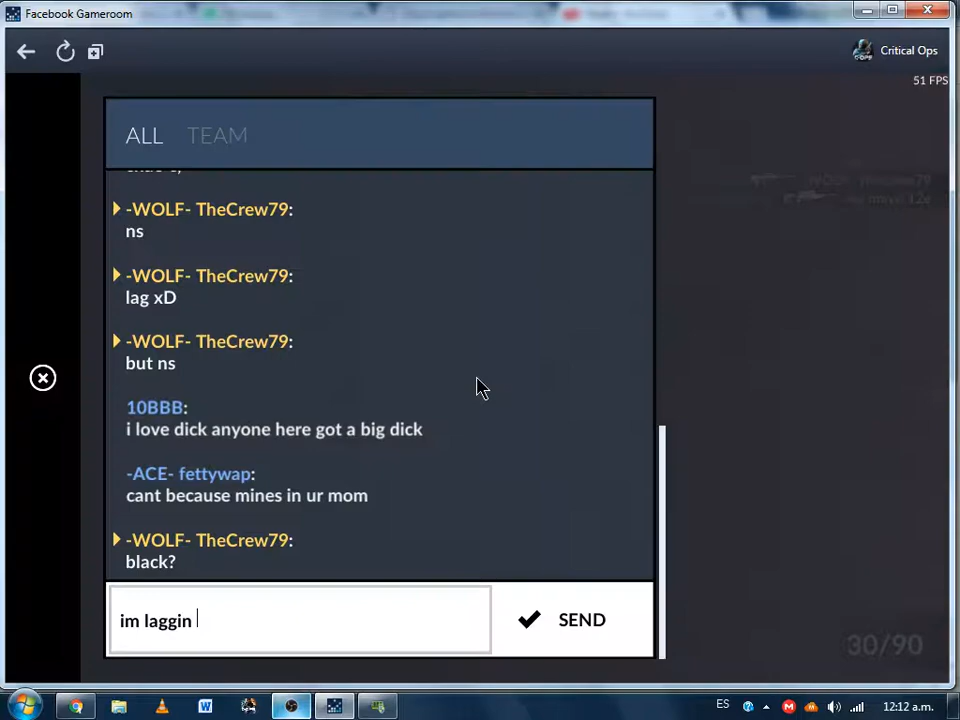 Facebook Gameroom
Critical Ops
51 FPS
ALL TEAM
-WOLF- TheCrew79:
ns
-WOLF- TheCrew79:
lag xD
-WOLF- TheCrew79:
but ns
10BBB:
i love dick anyone here got a big dick
-ACE- fettywap:
cant because mines in ur mom
-WOLF- TheCrew79:
black?
im laggin
SEND
30/90
ES
12:12 a.m.